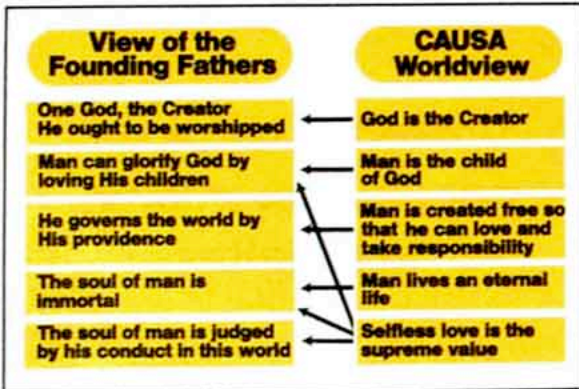 View of the
Founding Fathers
One God, the Creator
He ought to be worshipped
Man can glorify God by
loving His children
He governs the world by
His providence
The soul of man is
immortal
The soul of man is judged
by his conduct in this world
CAUSA
Worldview
God is the Creator
Man is the child
of God
Man is created free so
that he can love and
take responsibility
Man lives an eternal
life
Selfless love is the
supreme value